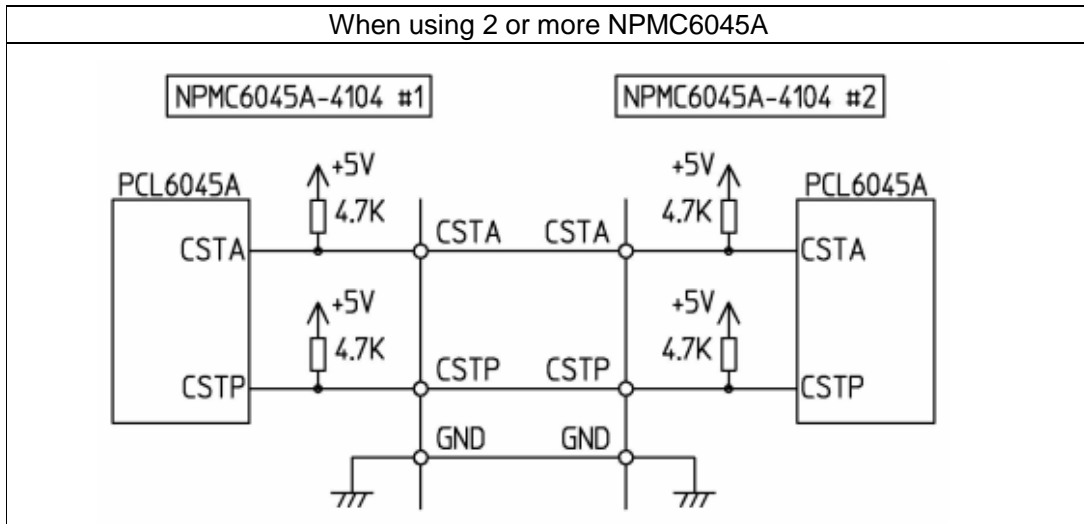 When using 2 or more NPMC6045A
NPMC6045A-4104 #1 NPMC6045A-4104 #2
+5V +5V
PCL6045A PCL6045A
4.7K 4.7K
CSTA CSTA CSTA CSTA
+5V +5V
4.7K 4.7K
CSTP CSTP CSTP CSTP
GND GND